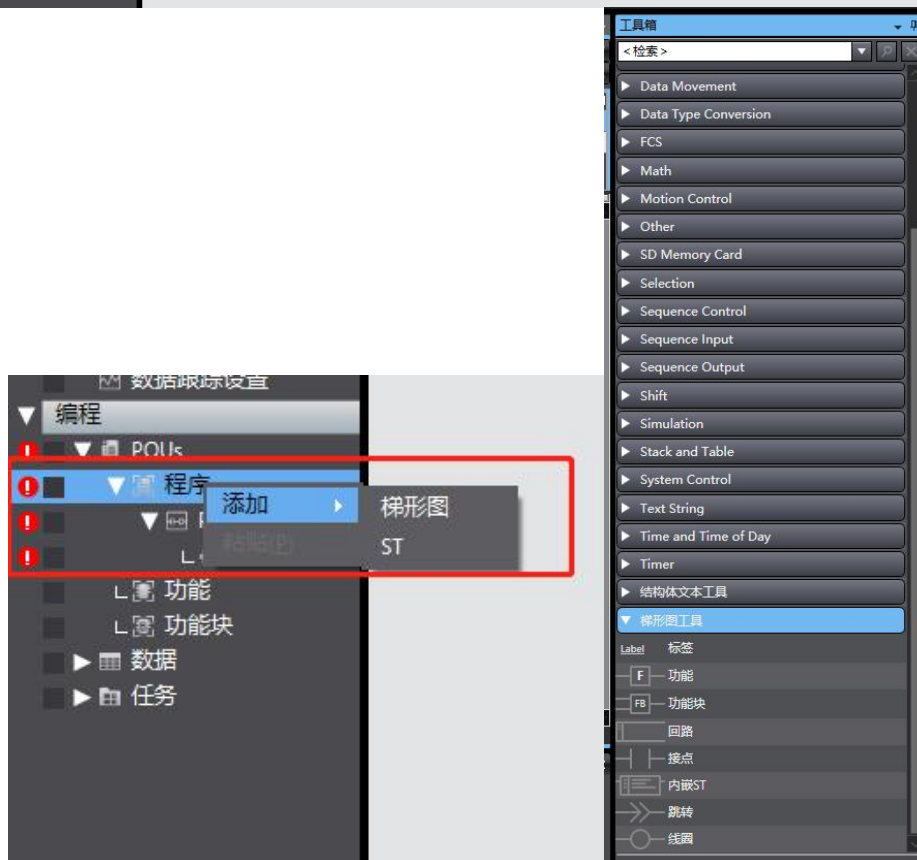 数据跟踪设置
编程
POUs
程序
添加
梯形图
粘贴(P)
ST
功能
功能块
数据
任务
工具箱
<检索>
Data Movement
Data Type Conversion
FCS
Math
Motion Control
Other
SD Memory Card
Selection
Sequence Control
Sequence Input
Sequence Output
Shift
Simulation
Stack and Table
System Control
Text String
Time and Time of Day
Timer
结构体文本工具
梯形图工具
Label 标签
F 功能
FB 功能块
回路
接点
内嵌ST
跳转
线圈